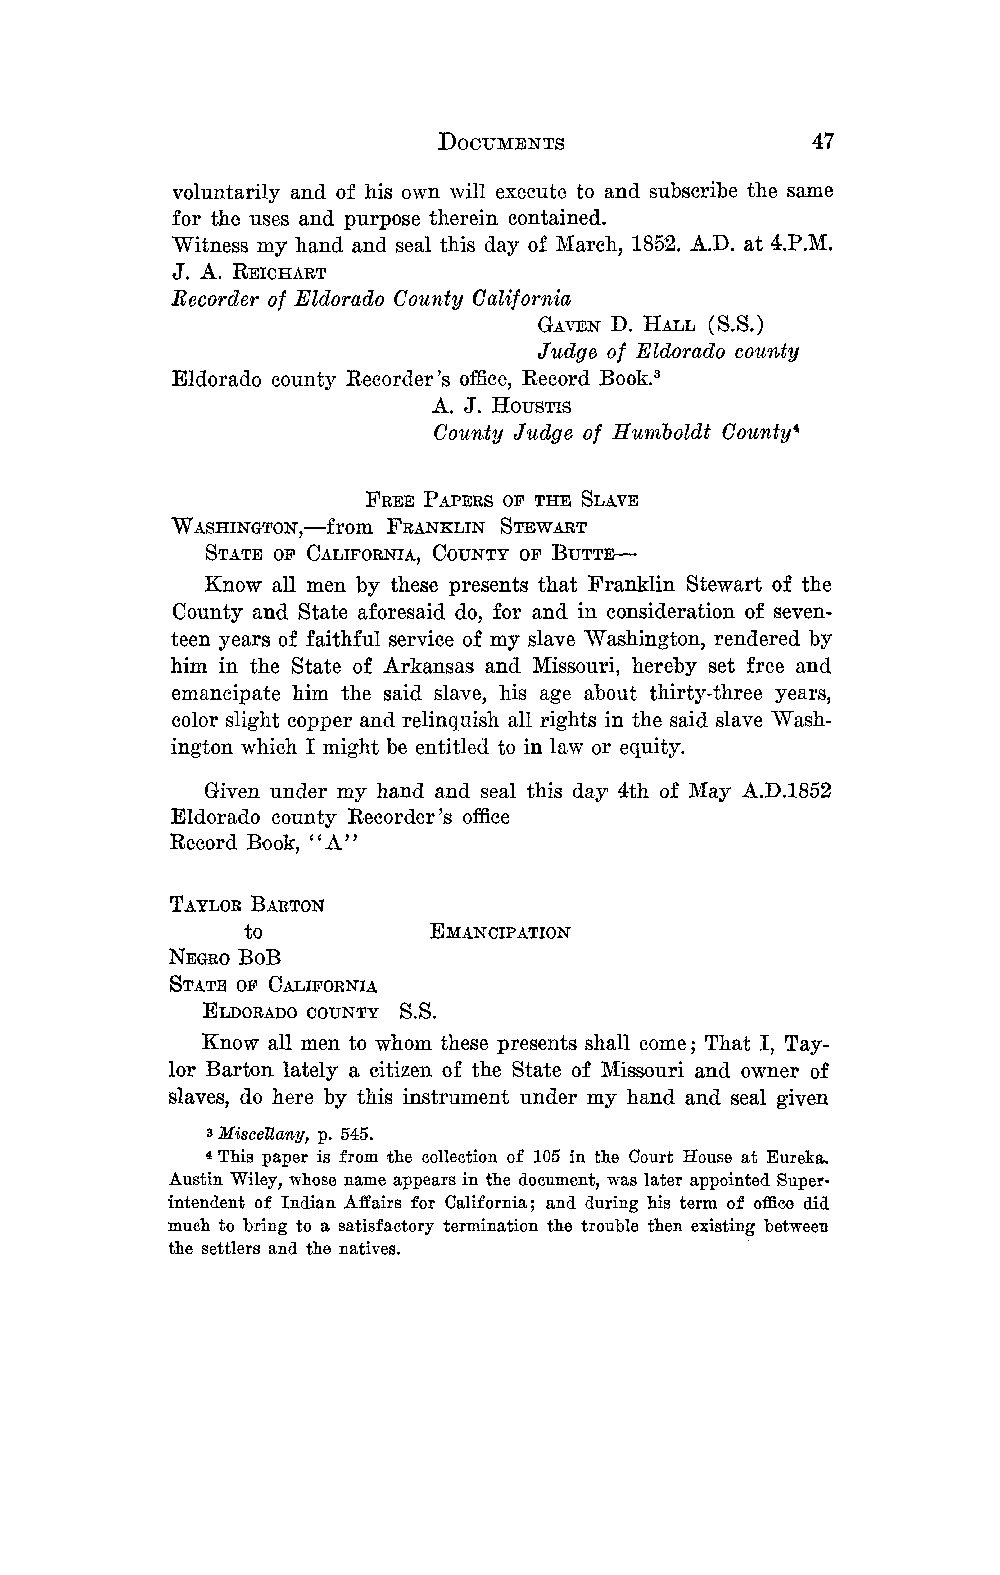 DOCUMENTS 47
voluntarily and of his own will execute to and subscribe the same
for the uses and purpose therein contained.
Witness my hand and seal this day of March, 1852. A.D. at 4.P.M.
J. A. REICHART
Recorder of Eldorado County California
GAVEN D. HALL (S.S.)
Judge of Eldorado county
Eldorado county Recorder's office, Record Book.³
A. J. HOUSTIS
County Judge of Humboldt County⁴
FREE PAPERS OF THE SLAVE
WASHINGTON,—from FRANKLIN STEWART
STATE OF CALIFORNIA, COUNTY OF BUTTE—
Know all men by these presents that Franklin Stewart of the
County and State aforesaid do, for and in consideration of seven-
teen years of faithful service of my slave Washington, rendered by
him in the State of Arkansas and Missouri, hereby set free and
emancipate him the said slave, his age about thirty-three years,
color slight copper and relinquish all rights in the said slave Wash-
ington which I might be entitled to in law or equity.
Given under my hand and seal this day 4th of May A.D.1852
Eldorado county Recorder's office
Record Book, "A"
TAYLOR BARTON
to EMANCIPATION
NEGRO BOB
STATE OF CALIFORNIA
ELDORADO COUNTY S.S.
Know all men to whom these presents shall come; That I, Tay-
lor Barton lately a citizen of the State of Missouri and owner of
slaves, do here by this instrument under my hand and seal given
³ Miscellany, p. 545.
⁴ This paper is from the collection of 105 in the Court House at Eureka.
Austin Wiley, whose name appears in the document, was later appointed Super-
intendent of Indian Affairs for California; and during his term of office did
much to bring to a satisfactory termination the trouble then existing between
the settlers and the natives.